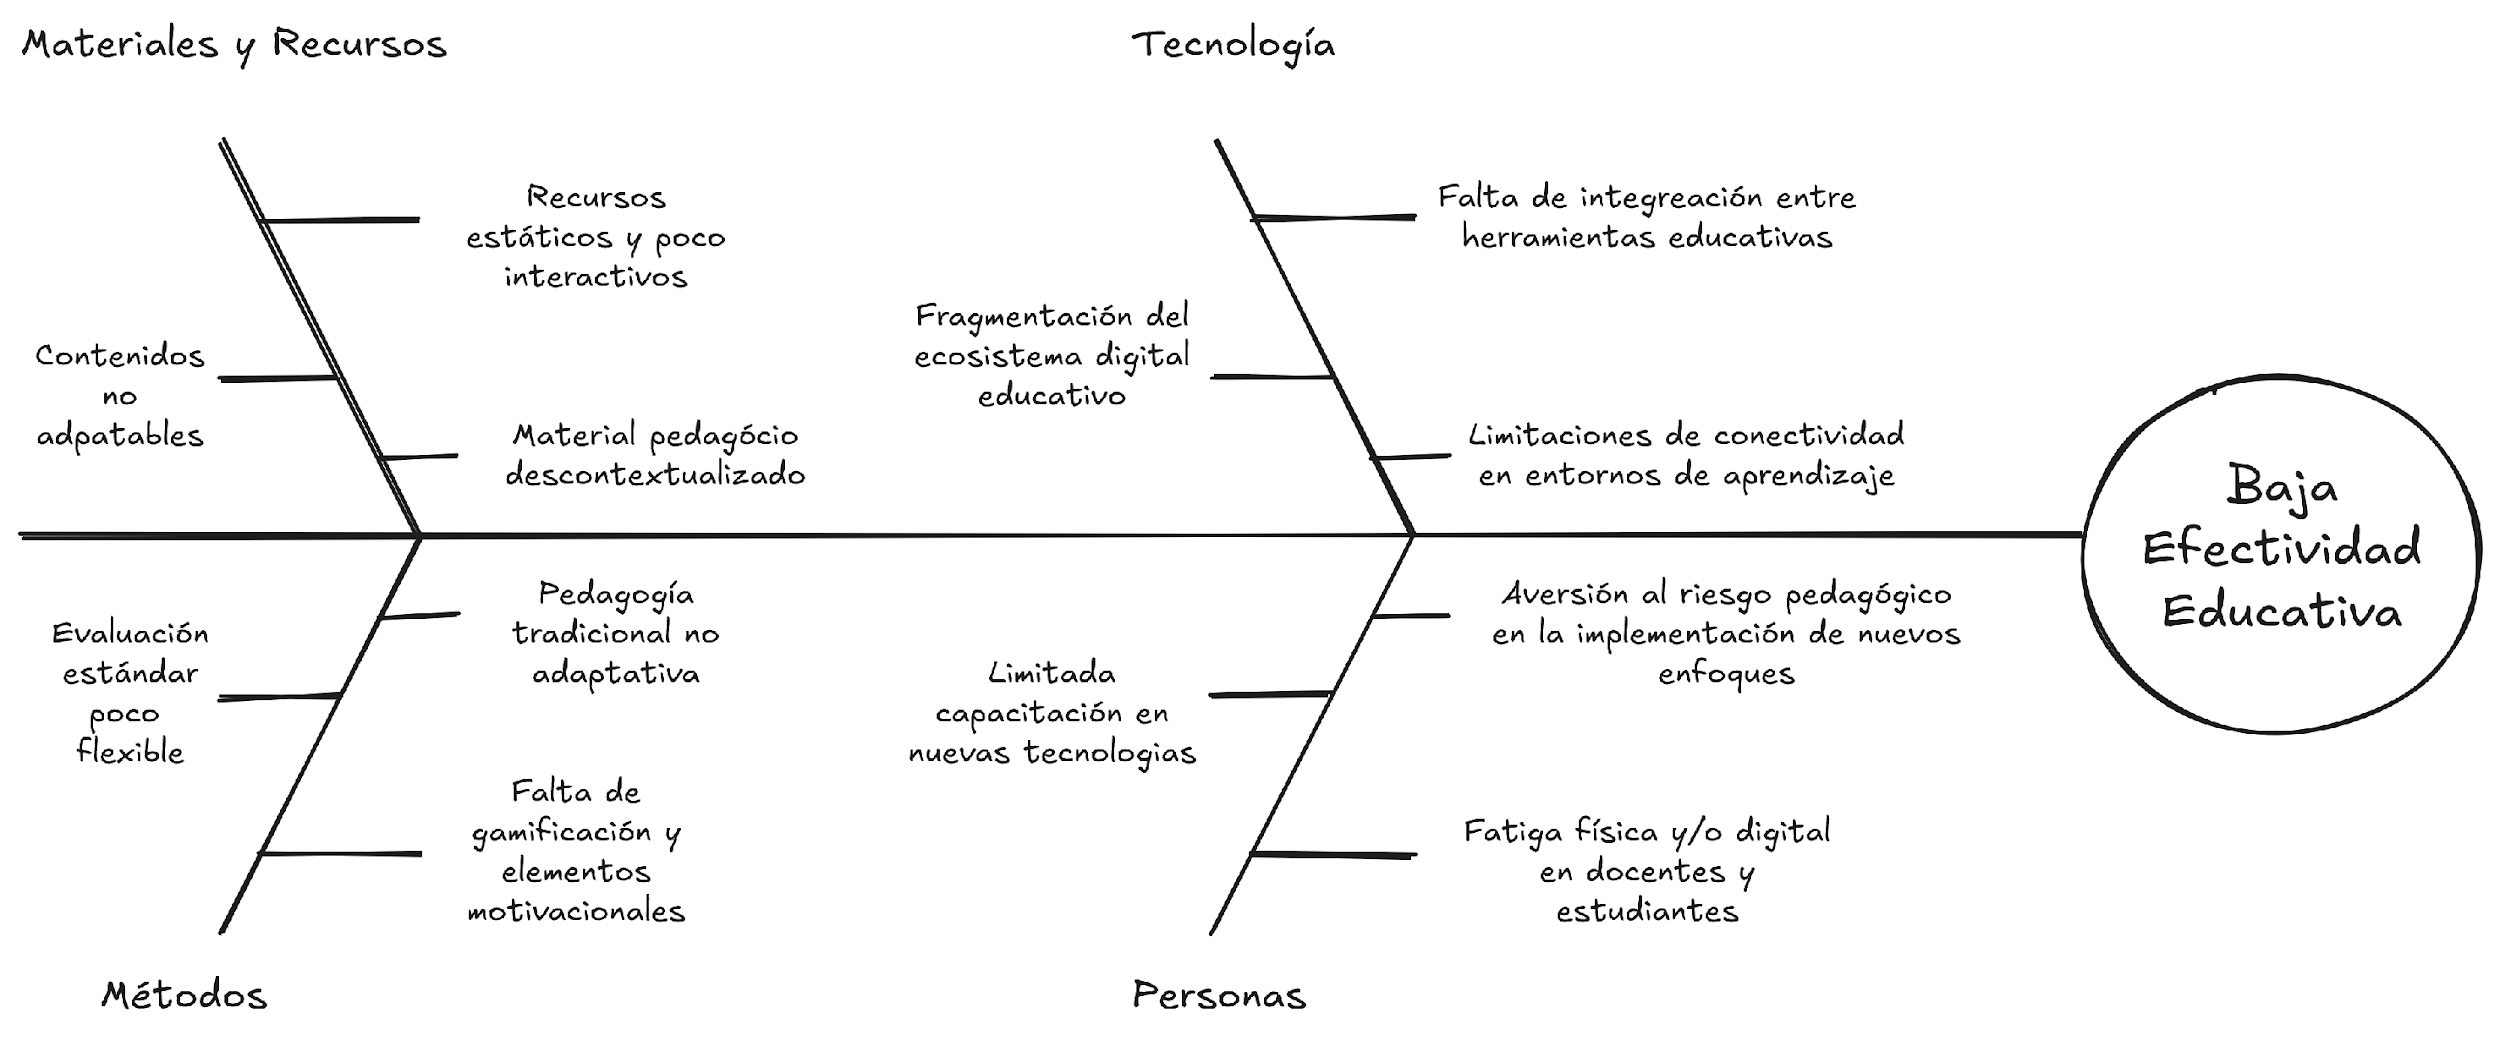 Materiales y Recursos
Tecnología
Recursos
estáticos y poco
interactivos
Contenidos
no
adpatables
Material pedagócio
descontextualizado
Falta de integreación entre
herramientas educativas
Fragmentación del
ecosistema digital
educativo
Limitaciones de conectividad
en entornos de aprendizaje
Baja
Efectividad
Educativa
Pedagogía
tradicional no
adaptativa
Evaluación
estándar
poco
flexible
Falta de
gamificación y
elementos
motivacionales
Aversión al riesgo pedagógico
en la implementación de nuevos
enfoques
Limitada
capacitación en
nuevas tecnologias
Fatiga física y/o digital
en docentes y
estudiantes
Métodos
Personas